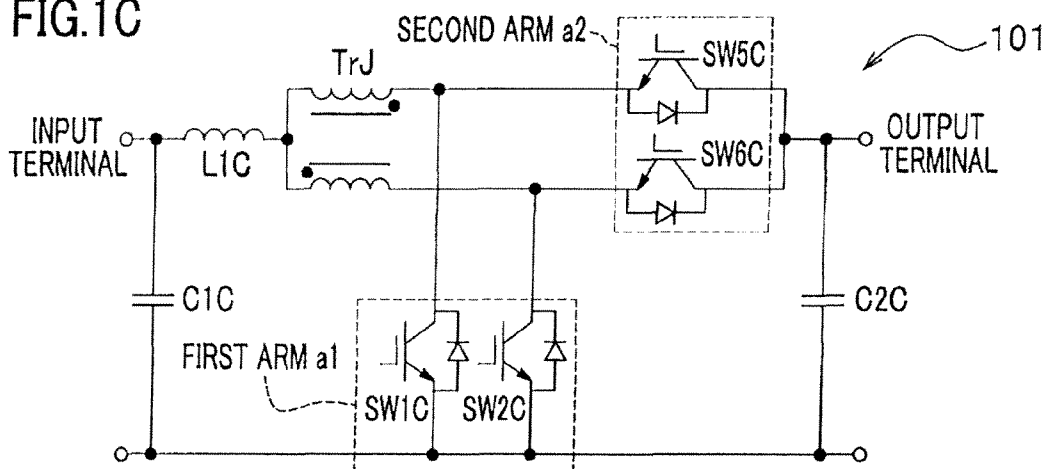 FIG.1C
SECOND ARM a2
101
TrJ
SW5C
INPUT
TERMINAL
L1C
SW6C
OUTPUT
TERMINAL
C1C
C2C
FIRST ARM a1
SW1C
SW2C